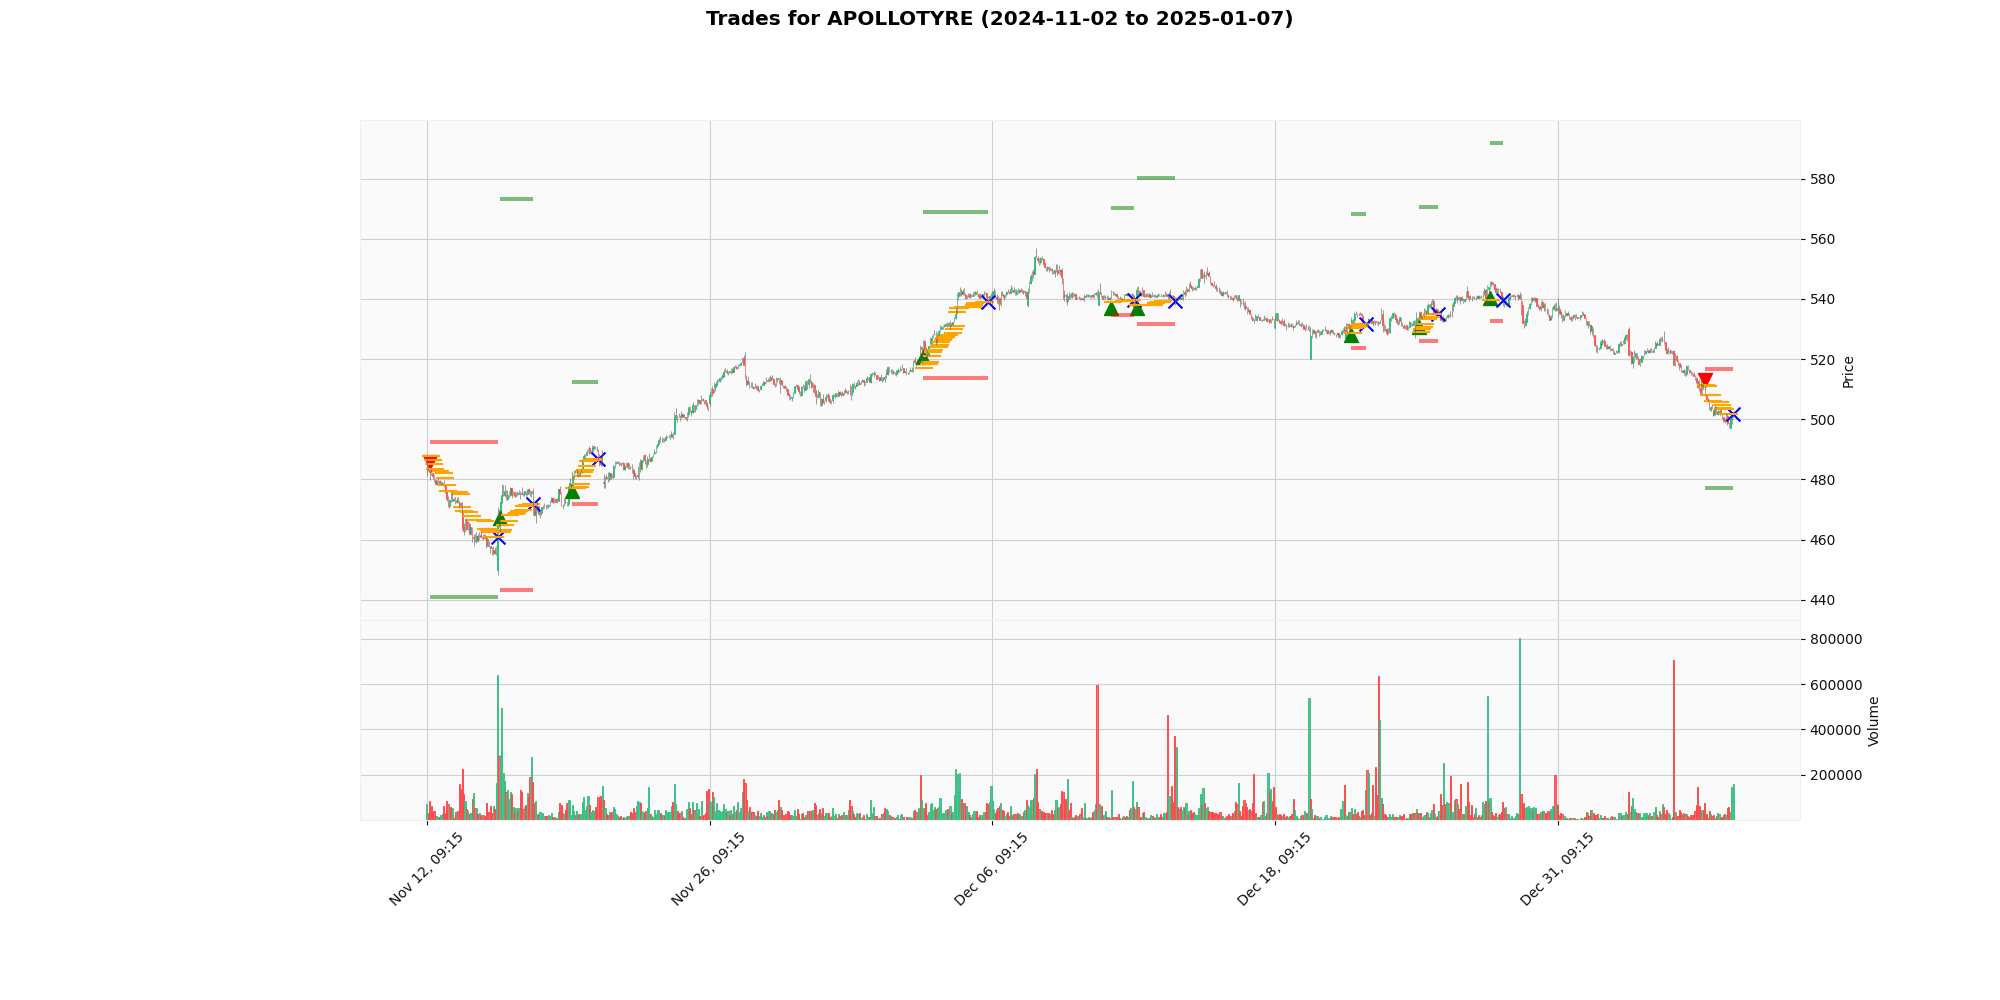 Trades for APOLLOTYRE (2024-11-02 to 2025-01-07)
580
560
540
520
500
480
460
440
Price
800000
600000
400000
200000
Volume
Nov 12, 09:15
Nov 26, 09:15
Dec 06, 09:15
Dec 18, 09:15
Dec 31, 09:15